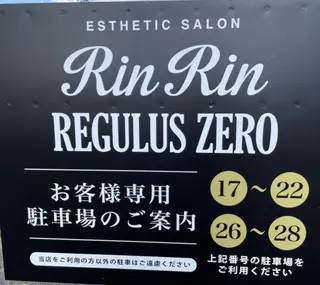 ESTHETIC SALON
Rin Rin
REGULUS ZERO
お客様専用
駐車場のご案内
当店をご利用の方以外の駐車はご遠慮ください
17～22
26～28
上記番号の駐車場を
ご利用ください